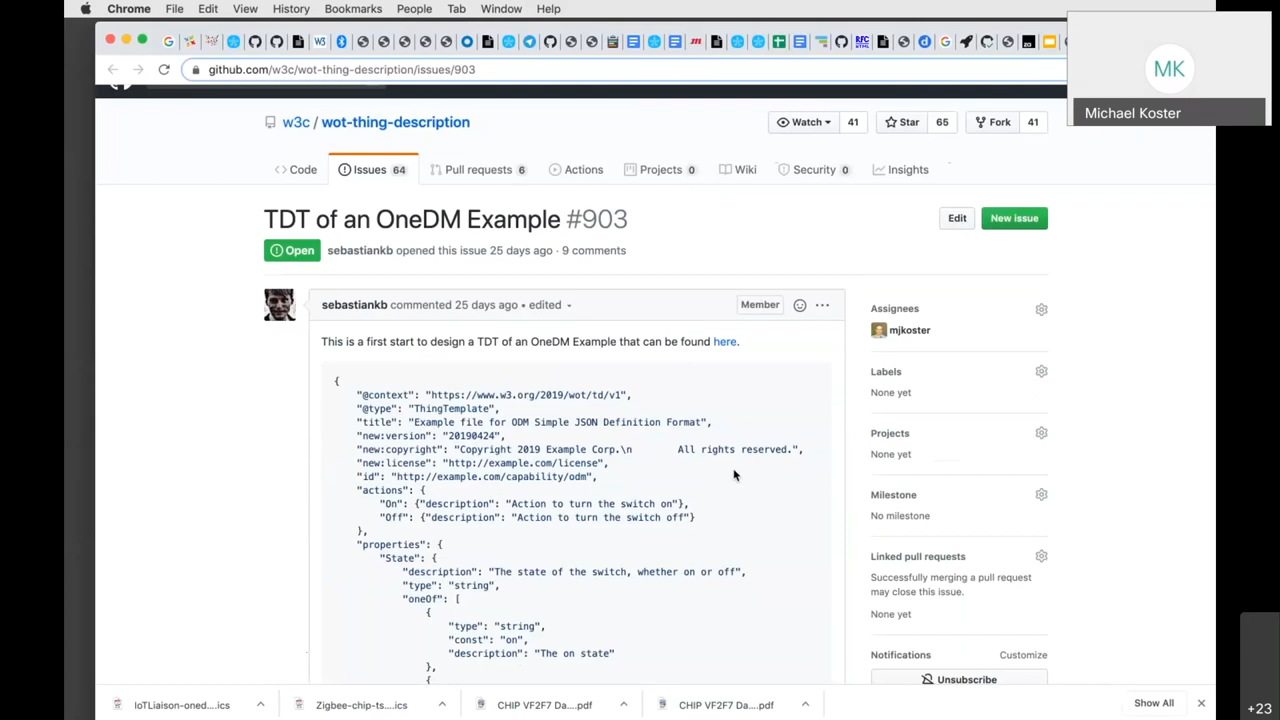 Chrome File Edit View History Bookmarks People Tab Window Help
github.com/w3c/wot-thing-description/issues/903
MK
Michael Koster
w3c / wot-thing-description
Watch 41 Star 65 Fork 41
Code Issues 64 Pull requests 6 Actions Projects 0 Wiki Security 0 Insights
TDT of an OneDM Example #903
Edit New issue
Open sebastiankb opened this issue 25 days ago · 9 comments
sebastiankb commented 25 days ago • edited
Member
This is a first start to design a TDT of an OneDM Example that can be found here.
{
"@context": "https://www.w3.org/2019/wot/td/v1",
"@type": "ThingTemplate",
"title": "Example file for ODM Simple JSON Definition Format",
"new:version": "20190424",
"new:copyright": "Copyright 2019 Example Corp.\n All rights reserved.",
"new:license": "http://example.com/license",
"id": "http://example.com/capability/odm",
"actions": {
"On": {"description": "Action to turn the switch on"},
"Off": {"description": "Action to turn the switch off"}
},
"properties": {
"State": {
"description": "The state of the switch, whether on or off",
"type": "string",
"oneOf": [
{
"type": "string",
"const": "on",
"description": "The on state"
},
{
Assignees
mjkoster
Labels
None yet
Projects
None yet
Milestone
No milestone
Linked pull requests
Successfully merging a pull request
may close this issue.
None yet
Notifications Customize
Unsubscribe
IoTLiaison-oned....ics Zigbee-chip-ts....ics CHIP VF2F7 Da....pdf CHIP VF2F7 Da....pdf Show All
+23